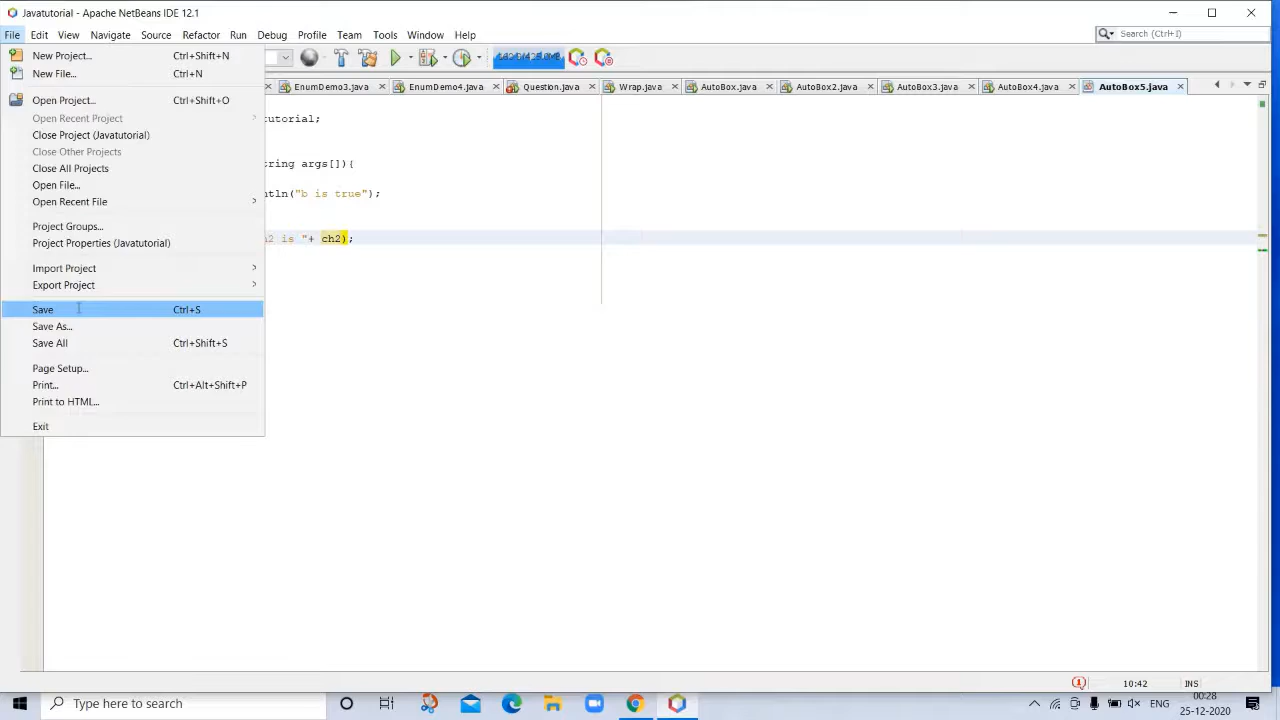 Javatutorial - Apache NetBeans IDE 12.1
File Edit View Navigate Source Refactor Run Debug Profile Team Tools Window Help
Search (Ctrl+I)
New Project... Ctrl+Shift+N
New File... Ctrl+N
Open Project... Ctrl+Shift+O
Open Recent Project
Close Project (Javatutorial)
Close Other Projects
Close All Projects
Open File...
Open Recent File
Project Groups...
Project Properties (Javatutorial)
Import Project
Export Project
Save Ctrl+S
Save As...
Save All Ctrl+Shift+S
Page Setup...
Print... Ctrl+Alt+Shift+P
Print to HTML...
Exit
EnumDemo3.java EnumDemo4.java Question.java Wrap.java AutoBox.java AutoBox2.java AutoBox3.java AutoBox4.java AutoBox5.java
utorial;
tring args[]){
tln("b is true");
h2 is "+ ch2);
10:42 INS
Type here to search
ENG
00:28
25-12-2020